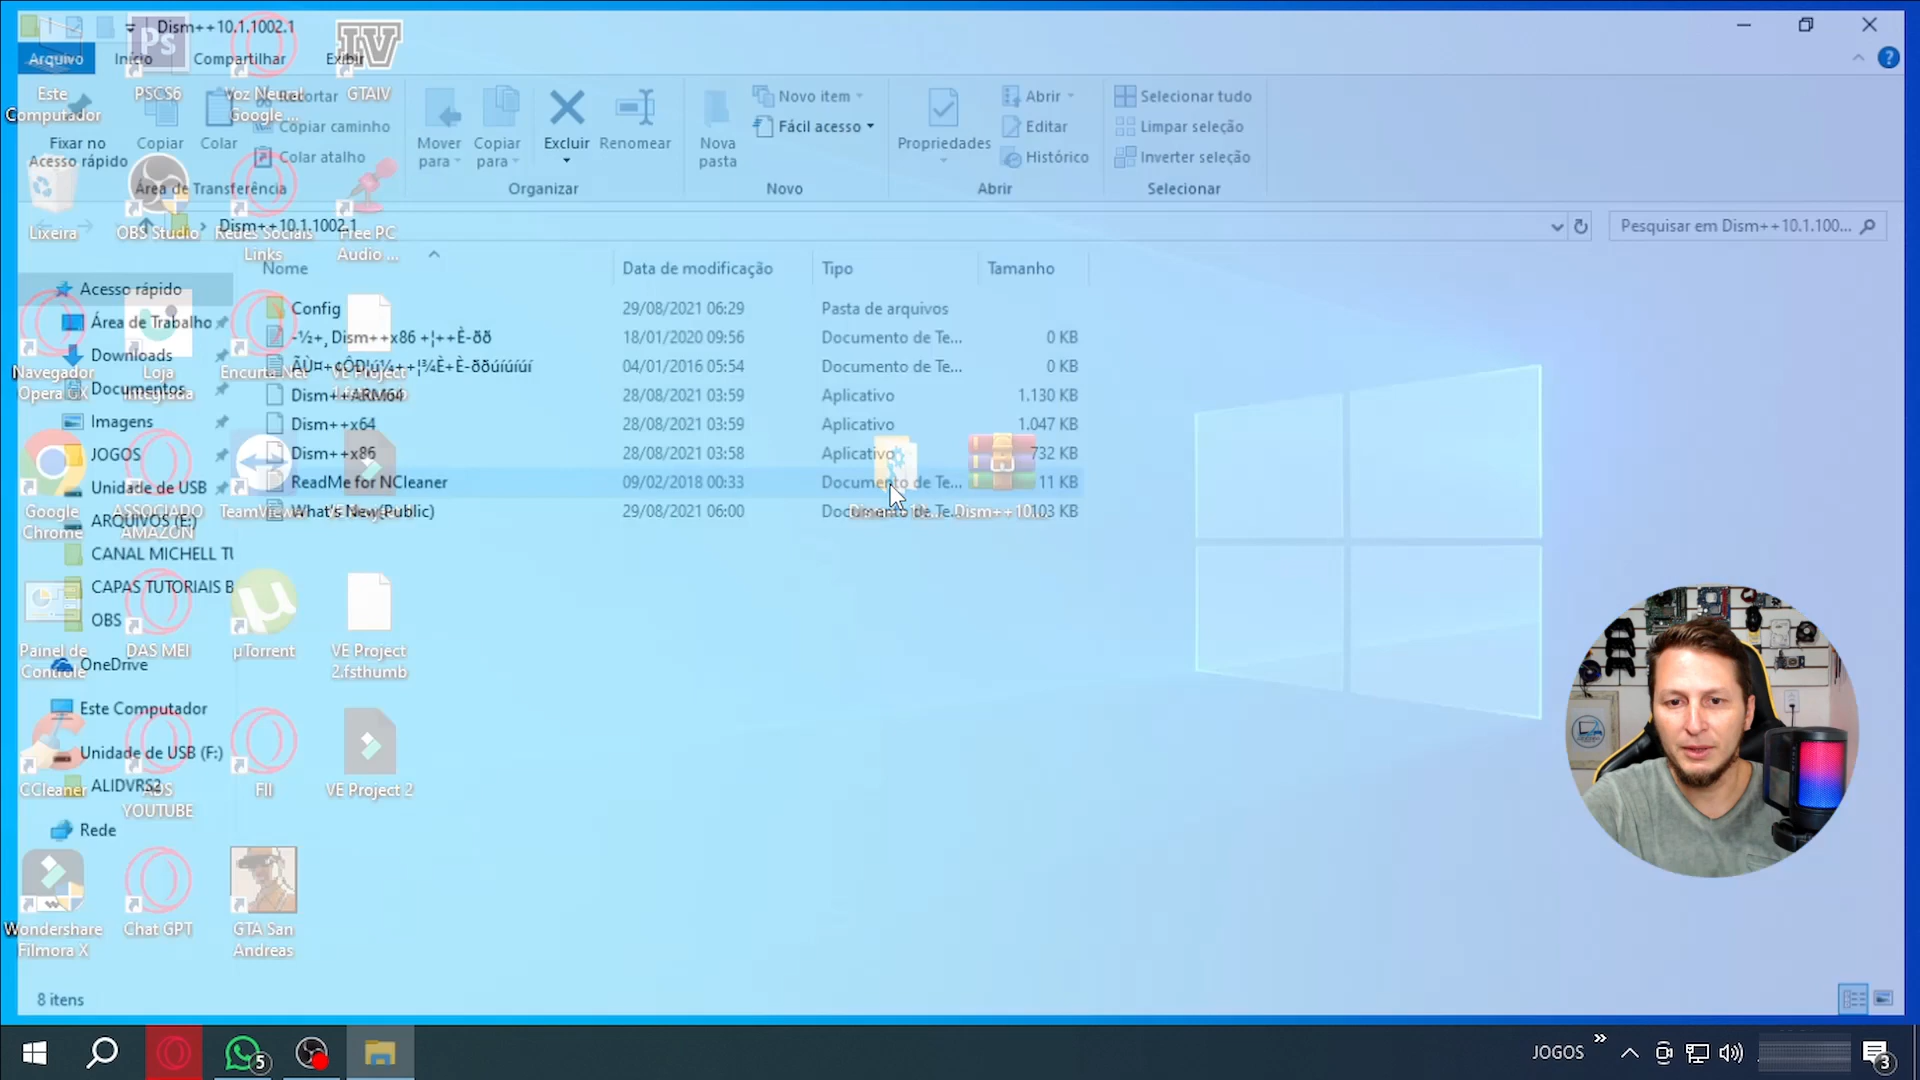 Dism++10.1.1002.1
Arquivo
Início
Compartilhar
Exibir
Fixar no
Acesso rápido
Copiar
Colar
Recortar
Copiar caminho
Colar atalho
Área de Transferência
Mover
para
Copiar
para
Excluir
Renomear
Organizar
Nova
pasta
Novo item
Fácil acesso
Novo
Propriedades
Abrir
Editar
Histórico
Abrir
Selecionar tudo
Limpar seleção
Inverter seleção
Selecionar
Dism++10.1.1002.1
Pesquisar em Dism++10.1.100...
Nome
Data de modificação
Tipo
Tamanho
Config
29/08/2021 06:29
Pasta de arquivos
-½+, Dism++x86 +¦++È-ðð
18/01/2020 09:56
Documento de Te...
0 KB
04/01/2016 05:54
Documento de Te...
0 KB
Dism++ARM64
28/08/2021 03:59
Aplicativo
1.130 KB
Dism++x64
28/08/2021 03:59
Aplicativo
1.047 KB
Dism++x86
28/08/2021 03:58
Aplicativo
732 KB
ReadMe for NCleaner
09/02/2018 00:33
Documento de Te...
11 KB
What's New(Public)
29/08/2021 06:00
Documento de Te...
103 KB
Acesso rápido
Área de Trabalho
Downloads
Documentos
Imagens
JOGOS
Unidade de USB
ARQUIVOS (E:)
CANAL MICHELL TU
CAPAS TUTORIAIS B
OBS
OneDrive
Este Computador
Unidade de USB (F:)
ALIDVRS2
Rede
8 itens
Este
Computador
PSCS6
Voz Neural
Google ...
GTAIV
Lixeira
OBS Studio
Redes Sociais
Links
Free PC
Audio ...
Navegador
Opera GX
Loja
Integrada
Encurta Net
VE Project
Google
Chrome
ASSOCIADO
AMAZON
TeamViewer
Dism++10...
Painel de
Controle
DAS MEI
µTorrent
VE Project
2.fsthumb
CCleaner
ADS
YOUTUBE
FII
VE Project 2
Wondershare
Filmora X
Chat GPT
GTA San
Andreas
Ps
IV
5
JOGOS
3